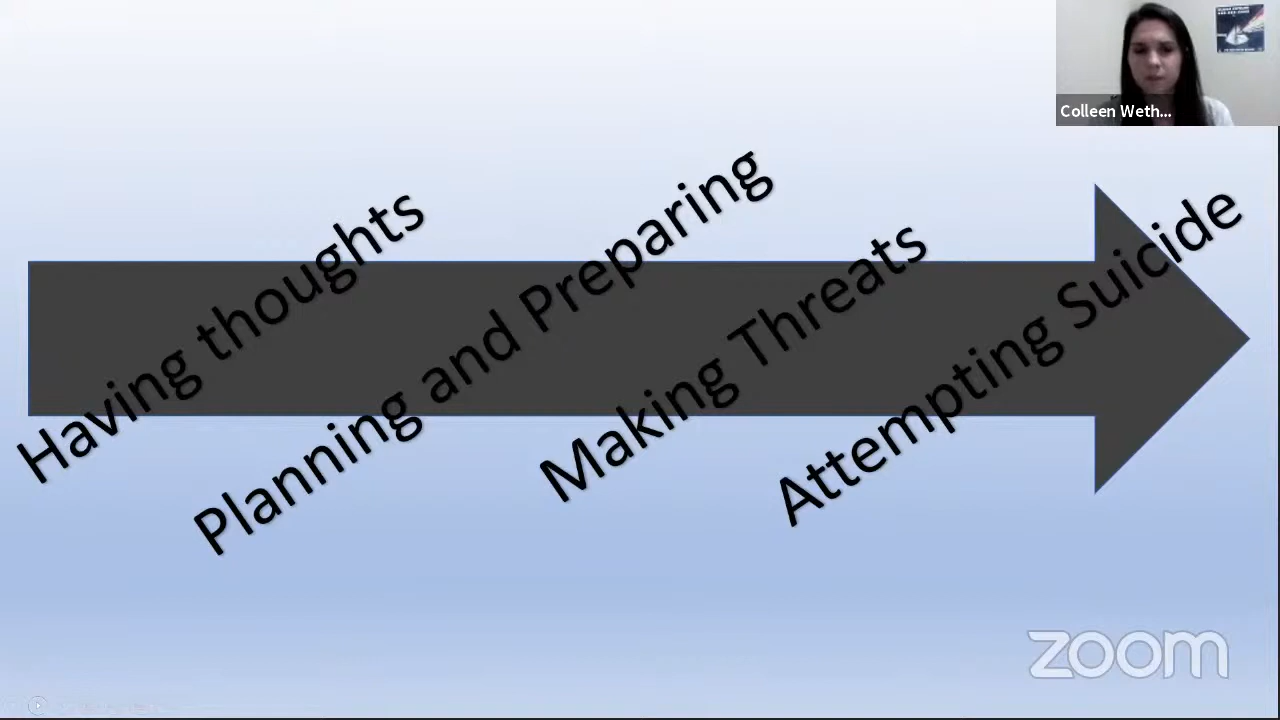 Colleen Weth...
Having thoughts
Planning and Preparing
Making Threats
Attempting Suicide
zoom